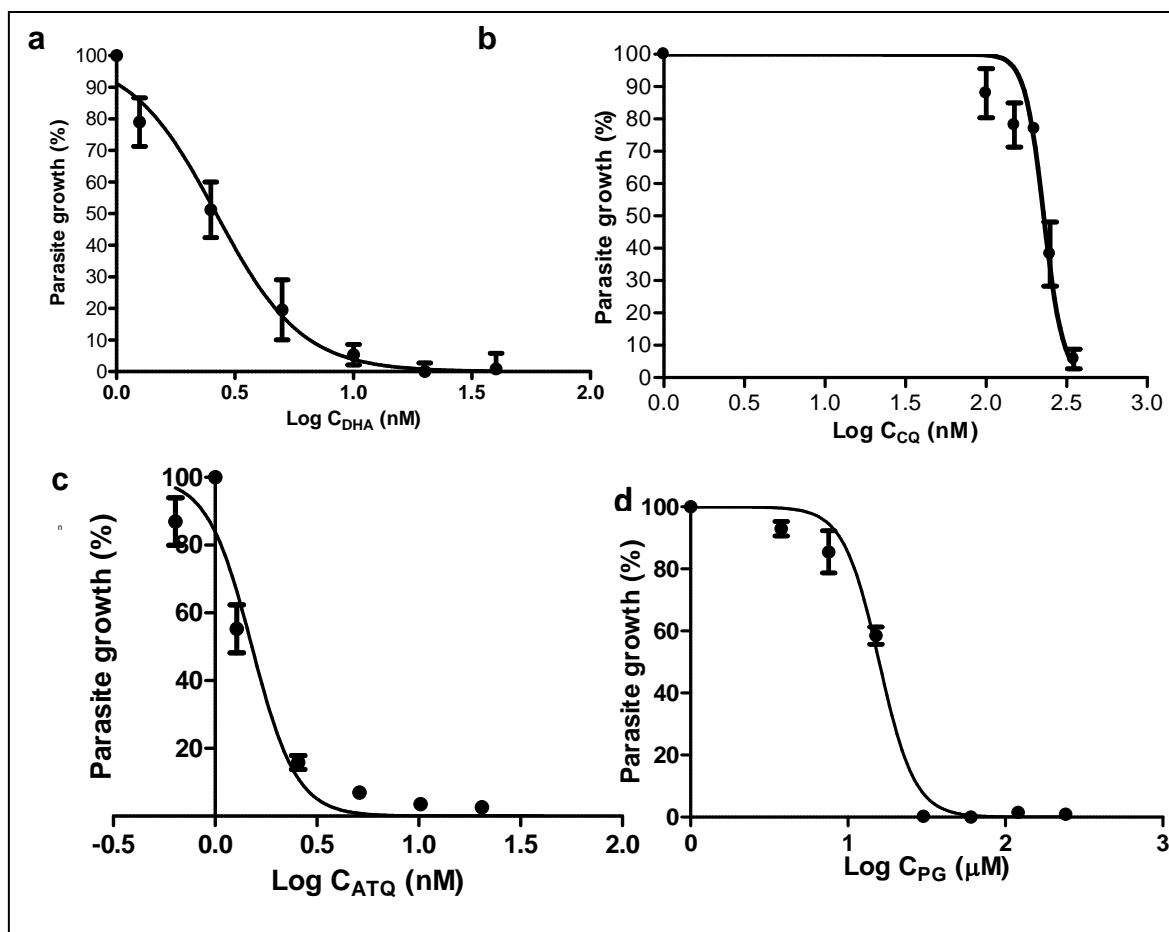 a
100
90
80
70
60
50
40
30
20
10
0
Parasite growth (%)
0.0 0.5 1.0 1.5 2.0
Log C_DHA (nM)
b
100
90
80
70
60
50
40
30
20
10
0
Parasite growth (%)
0.0 0.5 1.0 1.5 2.0 2.5 3.0
Log C_CQ (nM)
c
n
100
80
60
40
20
Parasite growth (%)
-0.5 0.0 0.5 1.0 1.5 2.0
Log C_ATQ (nM)
d
100
80
60
40
20
0
Parasite growth (%)
0 1 2 3
Log C_PG (μM)